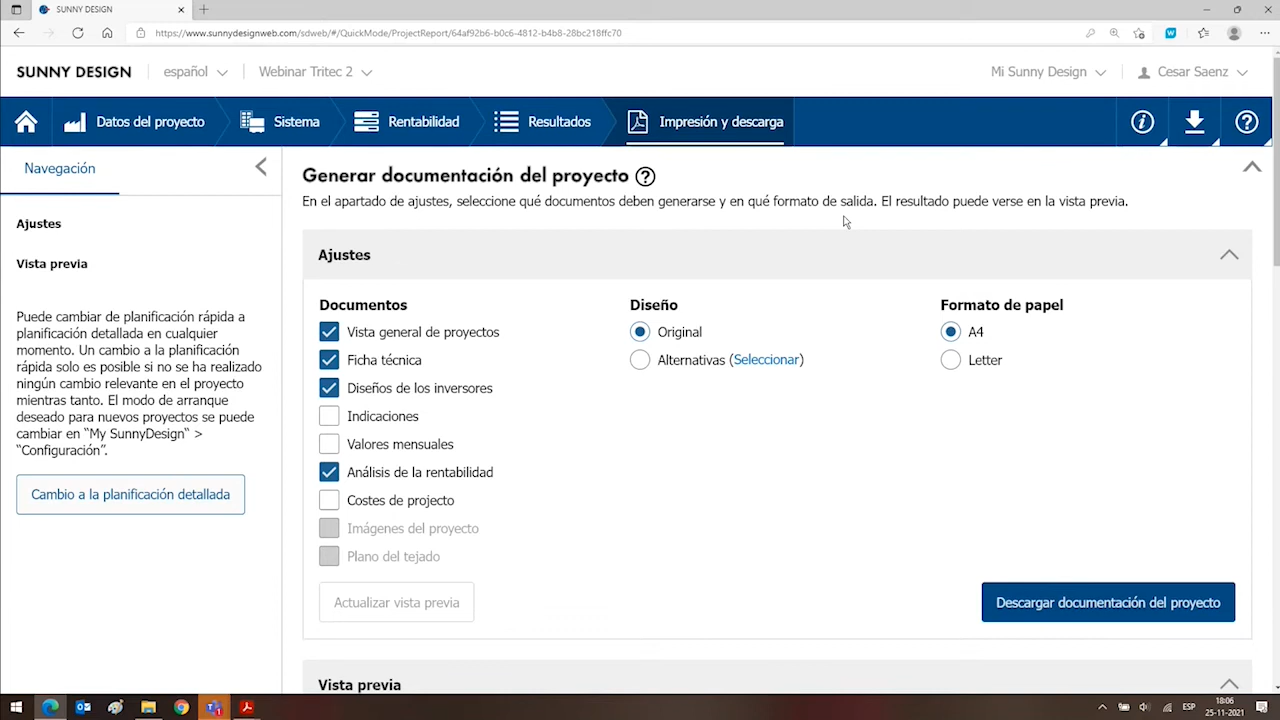 SUNNY DESIGN
https://www.sunnydesignweb.com/sdweb/#/QuickMode/ProjectReport/64af92b6-b0c6-4812-b4b8-28bc218ffc70
SUNNY DESIGN
español
Webinar Tritec 2
Mi Sunny Design
Cesar Saenz
Datos del proyecto
Sistema
Rentabilidad
Resultados
Impresión y descarga
Navegación
Ajustes
Vista previa
Puede cambiar de planificación rápida a
planificación detallada en cualquier
momento. Un cambio a la planificación
rápida solo es posible si no se ha realizado
ningún cambio relevante en el proyecto
mientras tanto. El modo de arranque
deseado para nuevos proyectos se puede
cambiar en “My SunnyDesign“ >
“Configuración”.
Cambio a la planificación detallada
Generar documentación del proyecto
En el apartado de ajustes, seleccione qué documentos deben generarse y en qué formato de salida. El resultado puede verse en la vista previa.
Ajustes
Documentos
Vista general de proyectos
Ficha técnica
Diseños de los inversores
Indicaciones
Valores mensuales
Análisis de la rentabilidad
Costes de projecto
Imágenes del proyecto
Plano del tejado
Diseño
Original
Alternativas (Seleccionar)
Formato de papel
A4
Letter
Actualizar vista previa
Descargar documentación del proyecto
Vista previa
ESP
18:06
25-11-2021